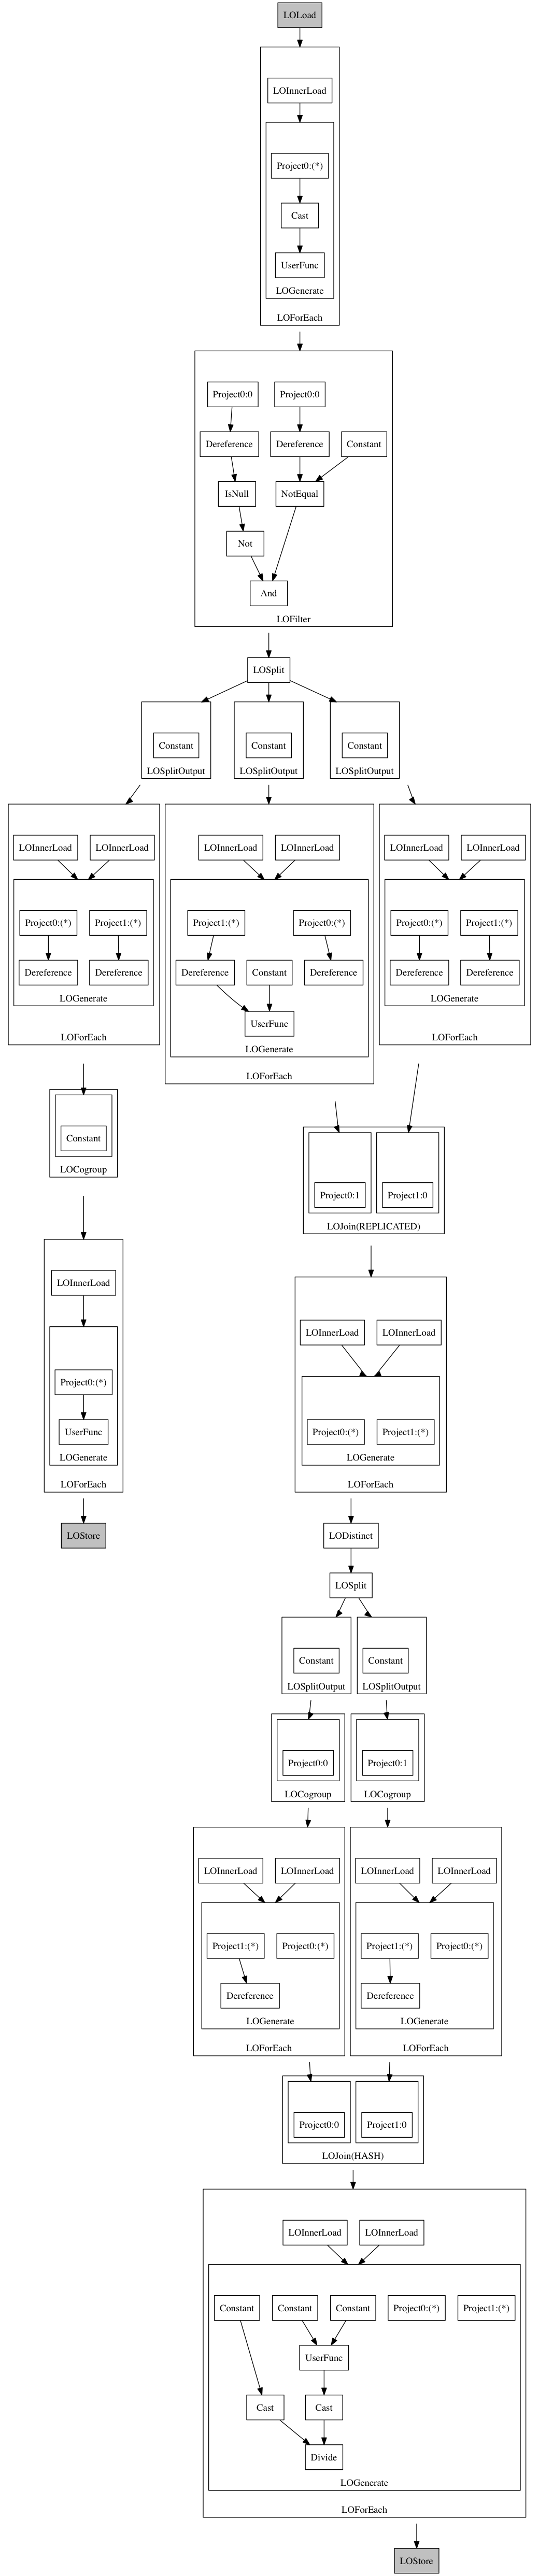 LOLoad
LOInnerLoad
Project0:(*)
Cast
UserFunc
LOGenerate
LOForEach
Project0:0 Project0:0
Dereference Dereference Constant
IsNull NotEqual
Not
And
LOFilter
LOSplit
Constant Constant Constant
LOSplitOutput LOSplitOutput LOSplitOutput
LOInnerLoad LOInnerLoad LOInnerLoad LOInnerLoad LOInnerLoad LOInnerLoad
Project0:(*) Project1:(*) Project1:(*) Project0:(*) Project0:(*) Project1:(*)
Dereference Dereference Dereference Constant Dereference Dereference Dereference
LOGenerate LOGenerate
UserFunc
LOGenerate
LOForEach LOForEach
LOForEach
Constant
LOCogroup
Project0:1 Project1:0
LOJoin(REPLICATED)
LOInnerLoad
LOInnerLoad LOInnerLoad
Project0:(*)
UserFunc
Project0:(*) Project1:(*)
LOGenerate LOGenerate
LOForEach LOForEach
LOStore
LODistinct
LOSplit
Constant Constant
LOSplitOutput LOSplitOutput
Project0:0 Project0:1
LOCogroup LOCogroup
LOInnerLoad LOInnerLoad LOInnerLoad LOInnerLoad
Project1:(*) Project0:(*) Project1:(*) Project0:(*)
Dereference Dereference
LOGenerate LOGenerate
LOForEach LOForEach
Project0:0 Project1:0
LOJoin(HASH)
LOInnerLoad LOInnerLoad
Constant Constant Constant Project0:(*) Project1:(*)
UserFunc
Cast Cast
Divide
LOGenerate
LOForEach
LOStore